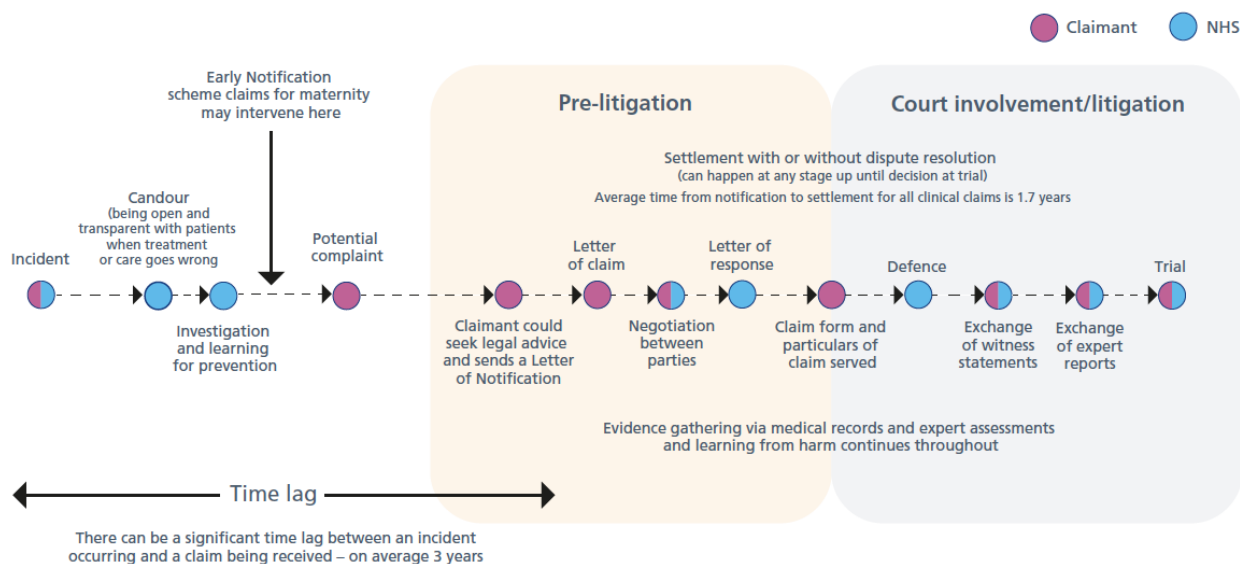 Claimant
NHS
Early Notification
scheme claims for maternity
may intervene here
Pre-litigation
Court involvement/litigation
Settlement with or without dispute resolution
(can happen at any stage up until decision at trial)
Average time from notification to settlement for all clinical claims is 1.7 years
Incident
Candour
(being open and
transparent with patients
when treatment
or care goes wrong
Investigation
and learning
for prevention
Potential
complaint
Claimant could
seek legal advice
and sends a Letter
of Notification
Letter
of claim
Negotiation
between
parties
Letter of
response
Claim form and
particulars of
claim served
Defence
Exchange
of witness
statements
Exchange
of expert
reports
Trial
Evidence gathering via medical records and expert assessments
and learning from harm continues throughout
Time lag
There can be a significant time lag between an incident
occurring and a claim being received – on average 3 years